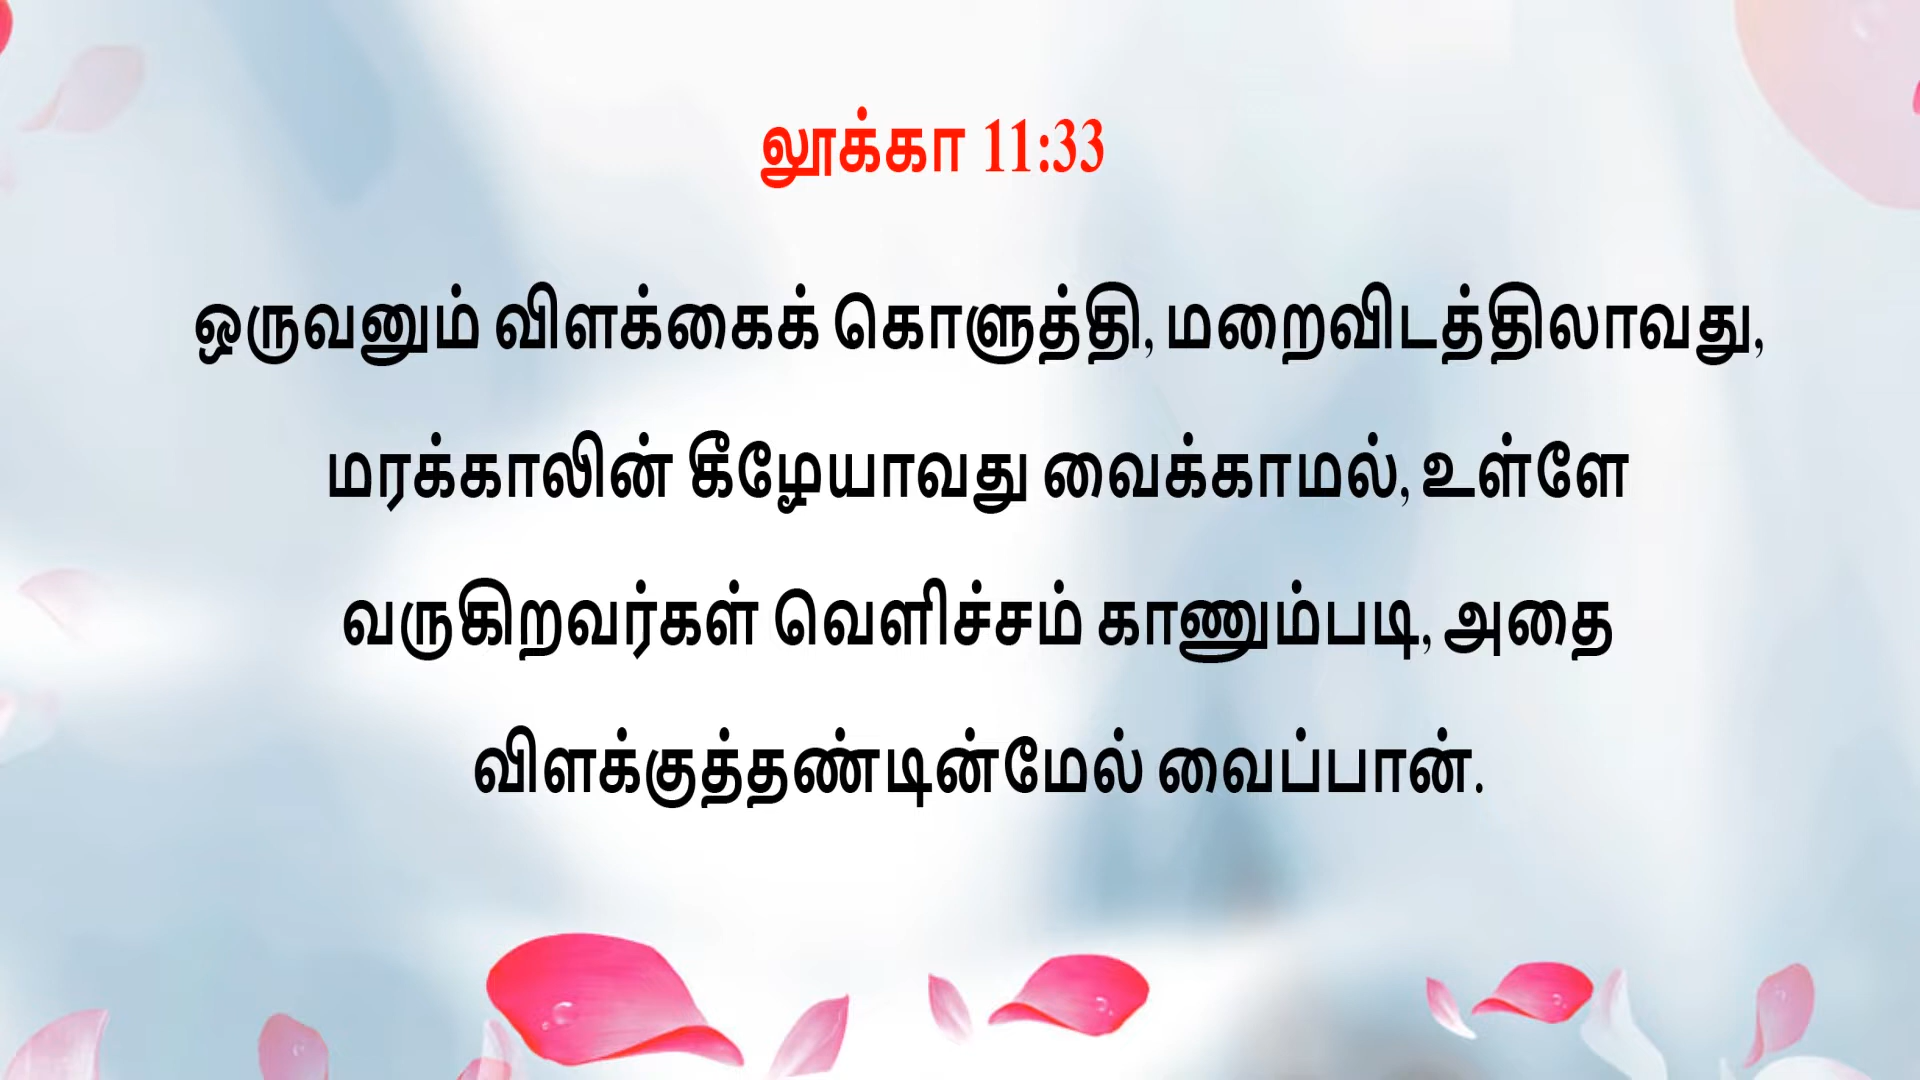 லூக்கா 11:33
ஒருவனும் விளக்கைக் கொளுத்தி, மறைவிடத்திலாவது,
மரக்காலின் கீழேயாவது வைக்காமல், உள்ளே
வருகிறவர்கள் வெளிச்சம் காணும்படி, அதை
விளக்குத்தண்டின்மேல் வைப்பான்.